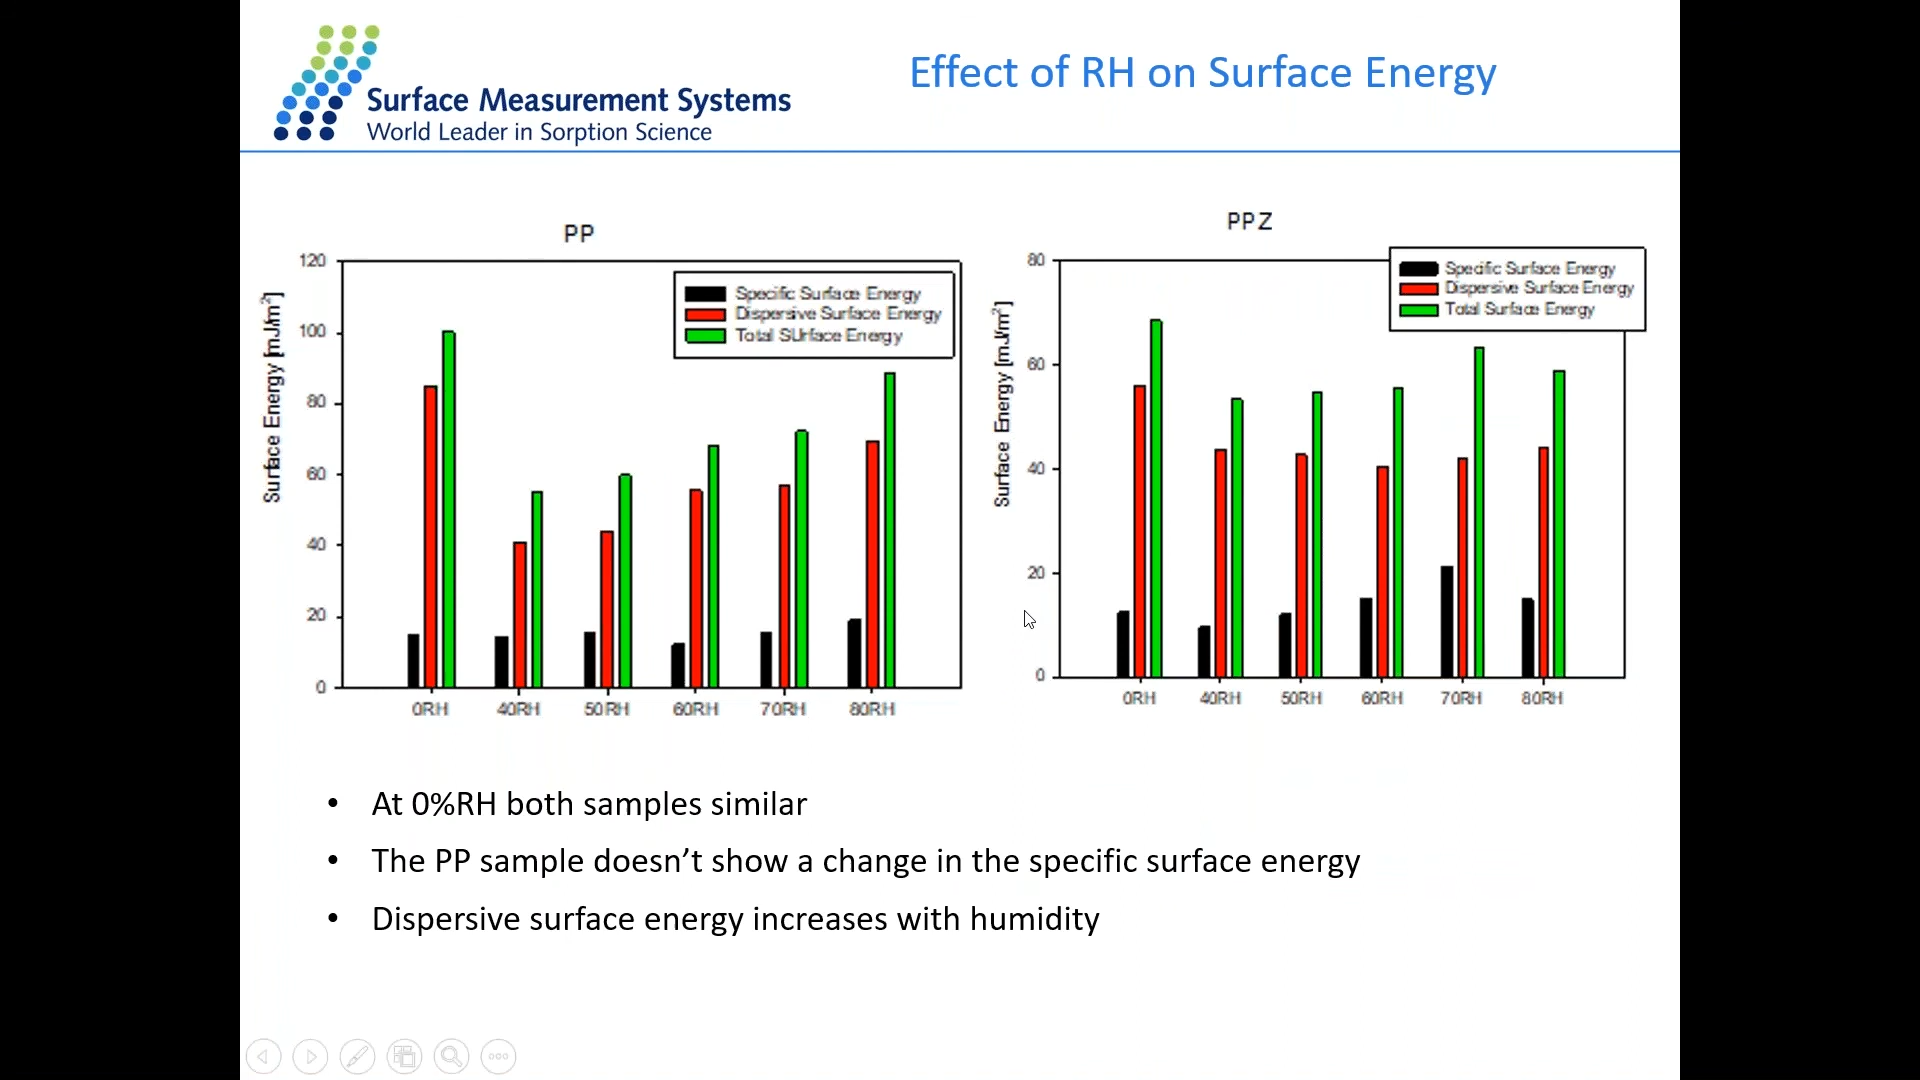 Surface Measurement Systems
World Leader in Sorption Science
Effect of RH on Surface Energy
PP
120
100
80
60
40
20
0
Surface Energy [mJ/m²]
Specific Surface Energy
Dispersive Surface Energy
Total SUrface Energy
0RH 40RH 50RH 60RH 70RH 80RH
PPZ
80
60
40
20
0
Surface Energy [mJ/m²]
Specific Surface Energy
Dispersive Surface Energy
Total Surface Energy
0RH 40RH 50RH 60RH 70RH 80RH
• At 0%RH both samples similar
• The PP sample doesn’t show a change in the specific surface energy
• Dispersive surface energy increases with humidity